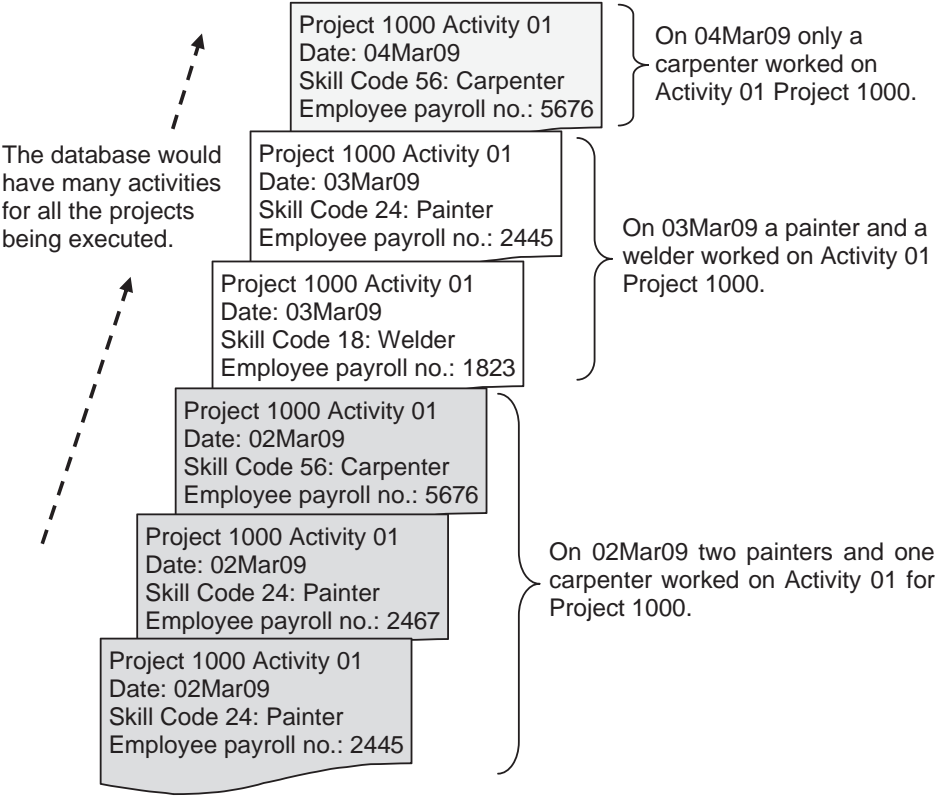 Project 1000 Activity 01
Date: 04Mar09
Skill Code 56: Carpenter
Employee payroll no.: 5676
On 04Mar09 only a
carpenter worked on
Activity 01 Project 1000.
The database would
have many activities
for all the projects
being executed.
Project 1000 Activity 01
Date: 03Mar09
Skill Code 24: Painter
Employee payroll no.: 2445
Project 1000 Activity 01
Date: 03Mar09
Skill Code 18: Welder
Employee payroll no.: 1823
On 03Mar09 a painter and a
welder worked on Activity 01
Project 1000.
Project 1000 Activity 01
Date: 02Mar09
Skill Code 56: Carpenter
Employee payroll no.: 5676
Project 1000 Activity 01
Date: 02Mar09
Skill Code 24: Painter
Employee payroll no.: 2467
Project 1000 Activity 01
Date: 02Mar09
Skill Code 24: Painter
Employee payroll no.: 2445
On 02Mar09 two painters and one
carpenter worked on Activity 01 for
Project 1000.